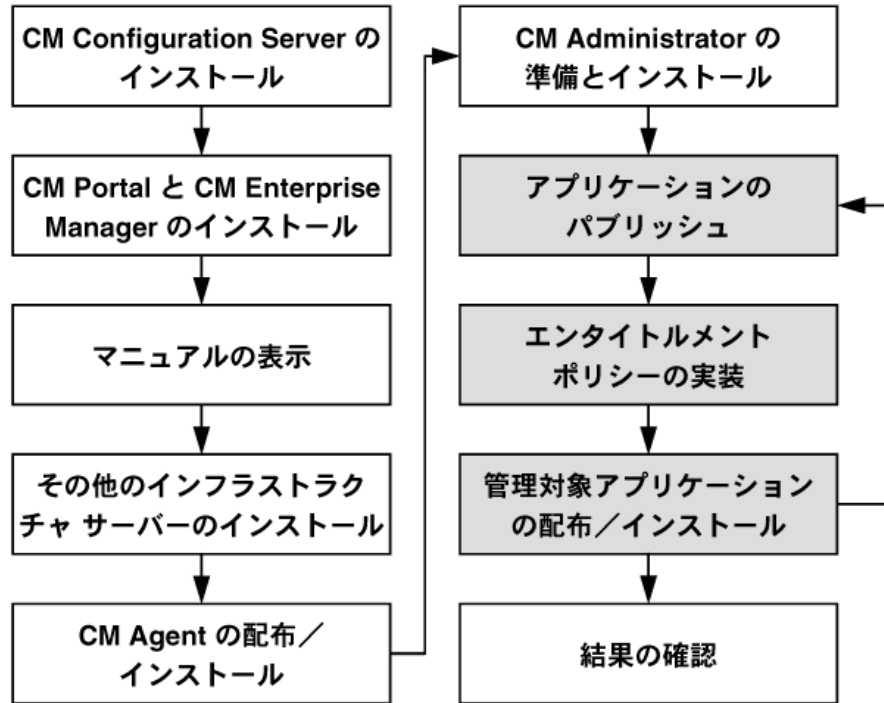 CM Configuration Server の
インストール
CM Portal と CM Enterprise
Manager のインストール
マニュアルの表示
その他のインフラストラク
チャ サーバーのインストール
CM Agent の配布／
インストール
CM Administrator の
準備とインストール
アプリケーションの
パブリッシュ
エンタイトルメント
ポリシーの実装
管理対象アプリケーション
の配布／インストール
結果の確認